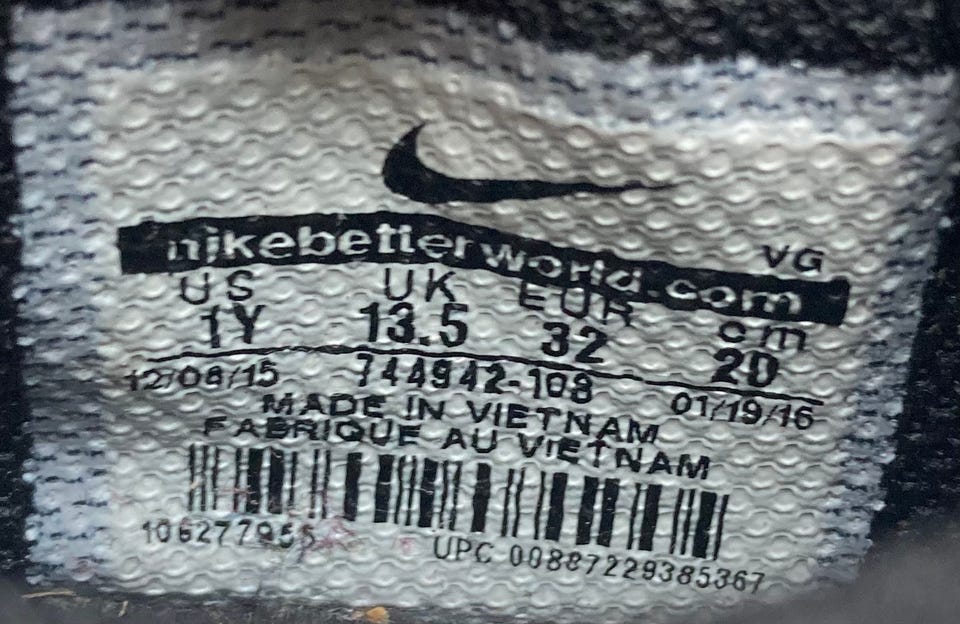 nikebetterworld.com VG
US UK EUR cm
1Y 13.5 32 20
12/08/15 744942-108 01/19/16
MADE IN VIETNAM
FABRIQUE AU VIETNAM
UPC 00887229385367